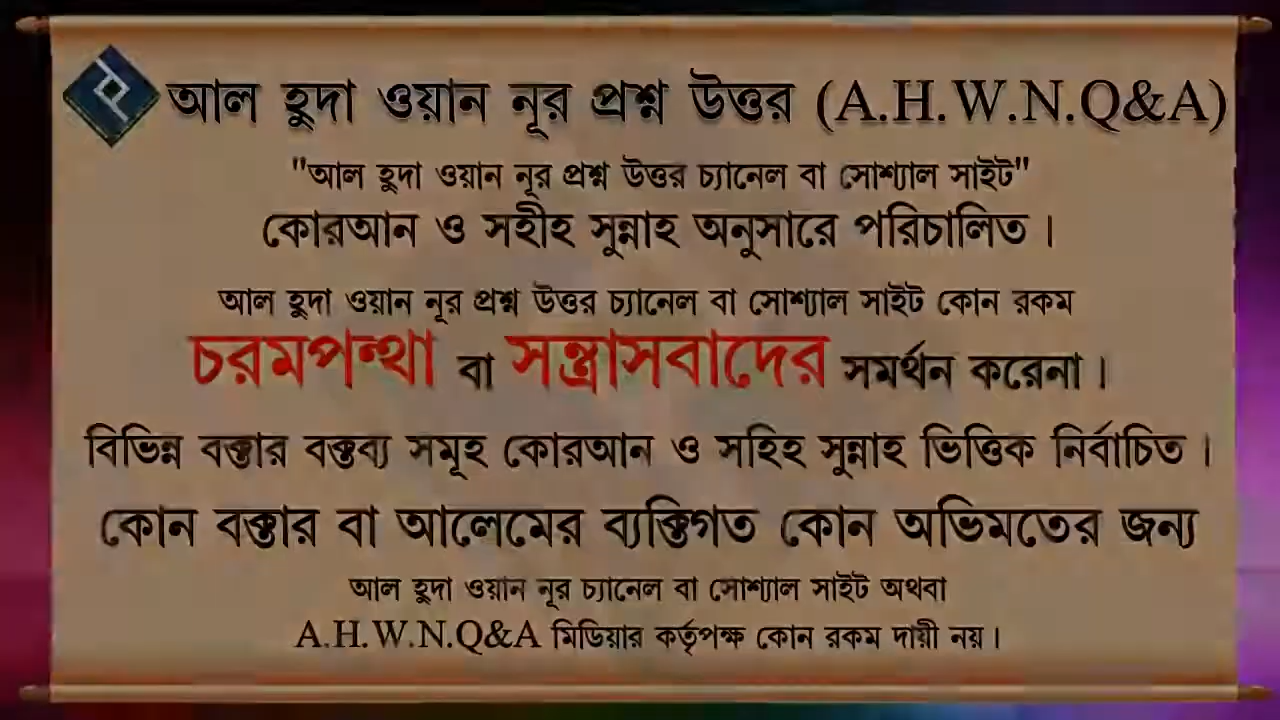 আল হুদা ওয়ান নূর প্রশ্ন উত্তর (A.H.W.N.Q&A)
"আল হুদা ওয়ান নূর প্রশ্ন উত্তর চ্যানেল বা সোশ্যাল সাইট"
কোরআন ও সহীহ সুন্নাহ অনুসারে পরিচালিত ।
আল হুদা ওয়ান নূর প্রশ্ন উত্তর চ্যানেল বা সোশ্যাল সাইট কোন রকম
চরমপন্থা বা সন্ত্রাসবাদের সমর্থন করেনা ।
বিভিন্ন বক্তার বক্তব্য সমূহ কোরআন ও সহিহ সুন্নাহ ভিত্তিক নির্বাচিত ।
কোন বক্তার বা আলেমের ব্যক্তিগত কোন অভিমতের জন্য
আল হুদা ওয়ান নূর চ্যানেল বা সোশ্যাল সাইট অথবা
A.H.W.N.Q&A মিডিয়ার কর্তৃপক্ষ কোন রকম দায়ী নয় ।